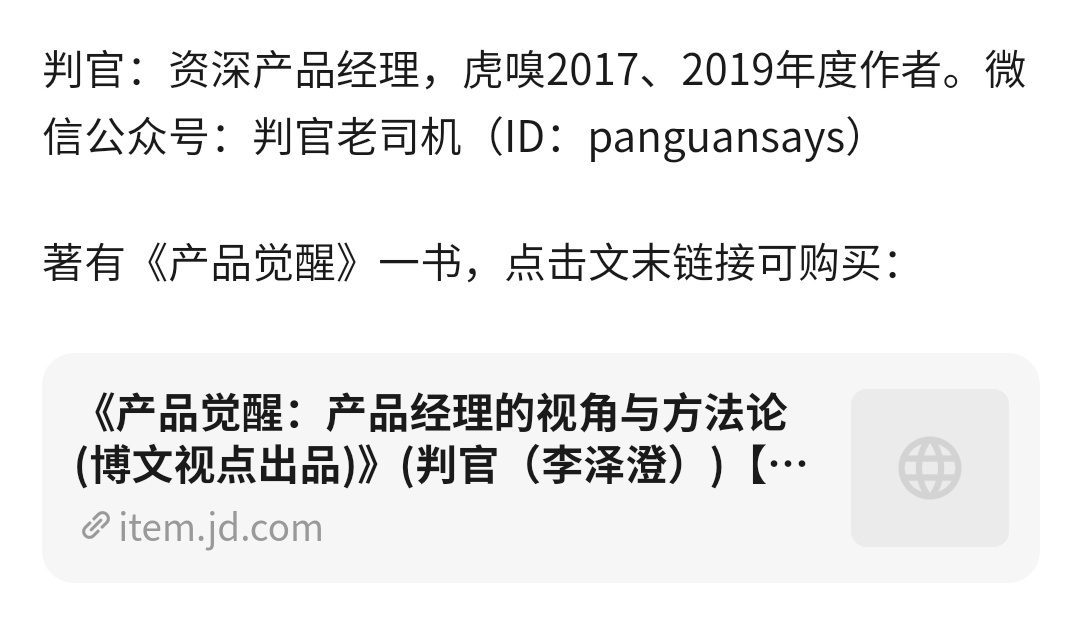 判官：资深产品经理，虎嗅2017、2019年度作者。微
信公众号：判官老司机（ID：panguansays）
著有《产品觉醒》一书，点击文末链接可购买：
《产品觉醒：产品经理的视角与方法论
(博文视点出品)》(判官（李泽澄）)【…
item.jd.com